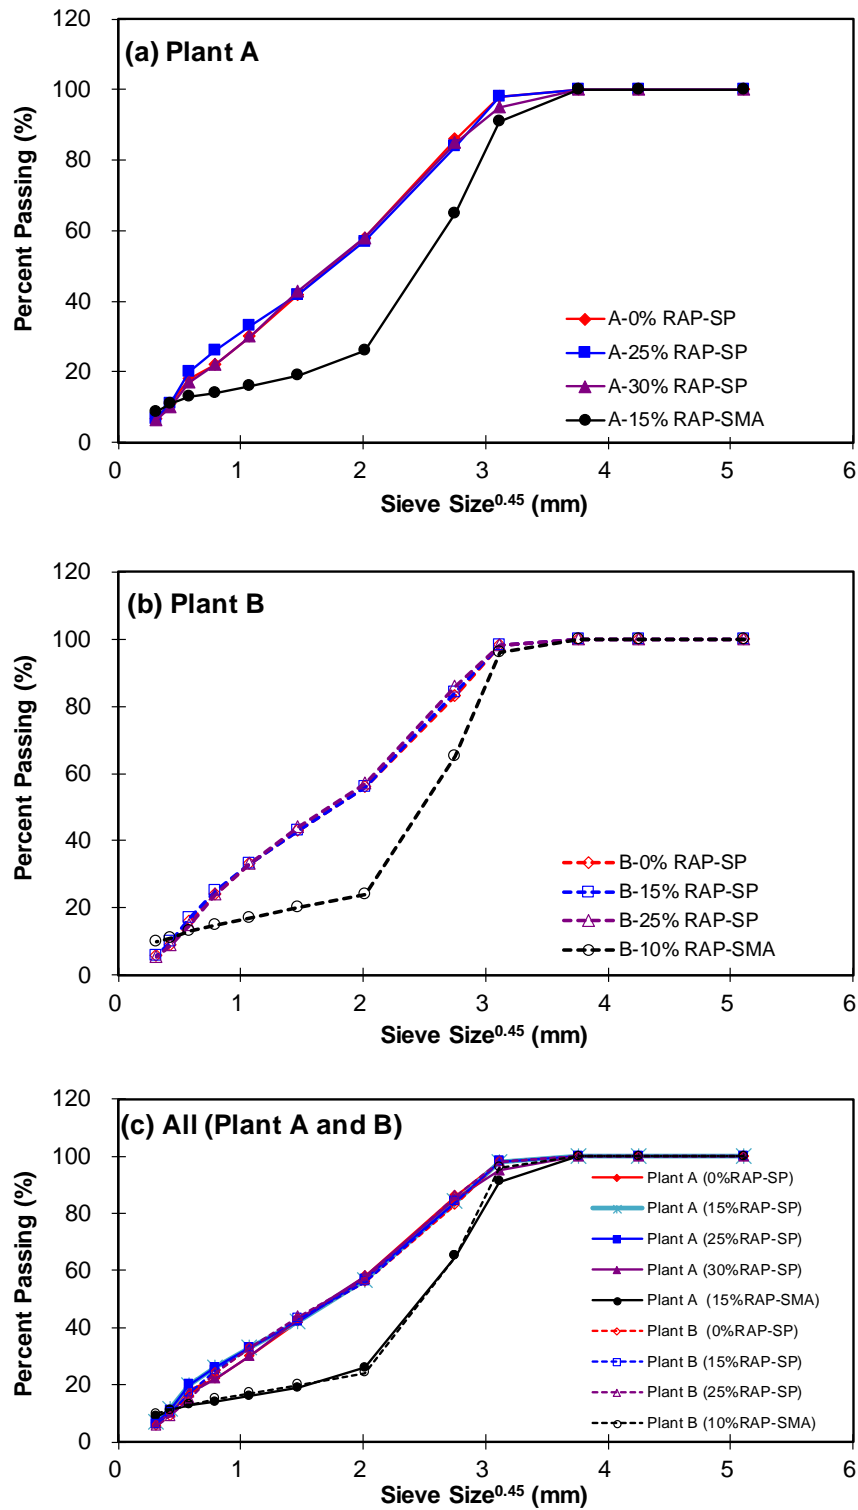 (a) Plant A
Percent Passing (%)
120
100
80
60
40
20
0
A-0% RAP-SP
A-25% RAP-SP
A-30% RAP-SP
A-15% RAP-SMA
0 1 2 3 4 5 6
Sieve Size^0.45 (mm)
(b) Plant B
Percent Passing (%)
120
100
80
60
40
20
0
B-0% RAP-SP
B-15% RAP-SP
B-25% RAP-SP
B-10% RAP-SMA
0 1 2 3 4 5 6
Sieve Size^0.45 (mm)
(c) All (Plant A and B)
Percent Passing (%)
120
100
80
60
40
20
0
Plant A (0%RAP-SP)
Plant A (15%RAP-SP)
Plant A (25%RAP-SP)
Plant A (30%RAP-SP)
Plant A (15%RAP-SMA)
Plant B (0%RAP-SP)
Plant B (15%RAP-SP)
Plant B (25%RAP-SP)
Plant B (10%RAP-SMA)
0 1 2 3 4 5 6
Sieve Size^0.45 (mm)